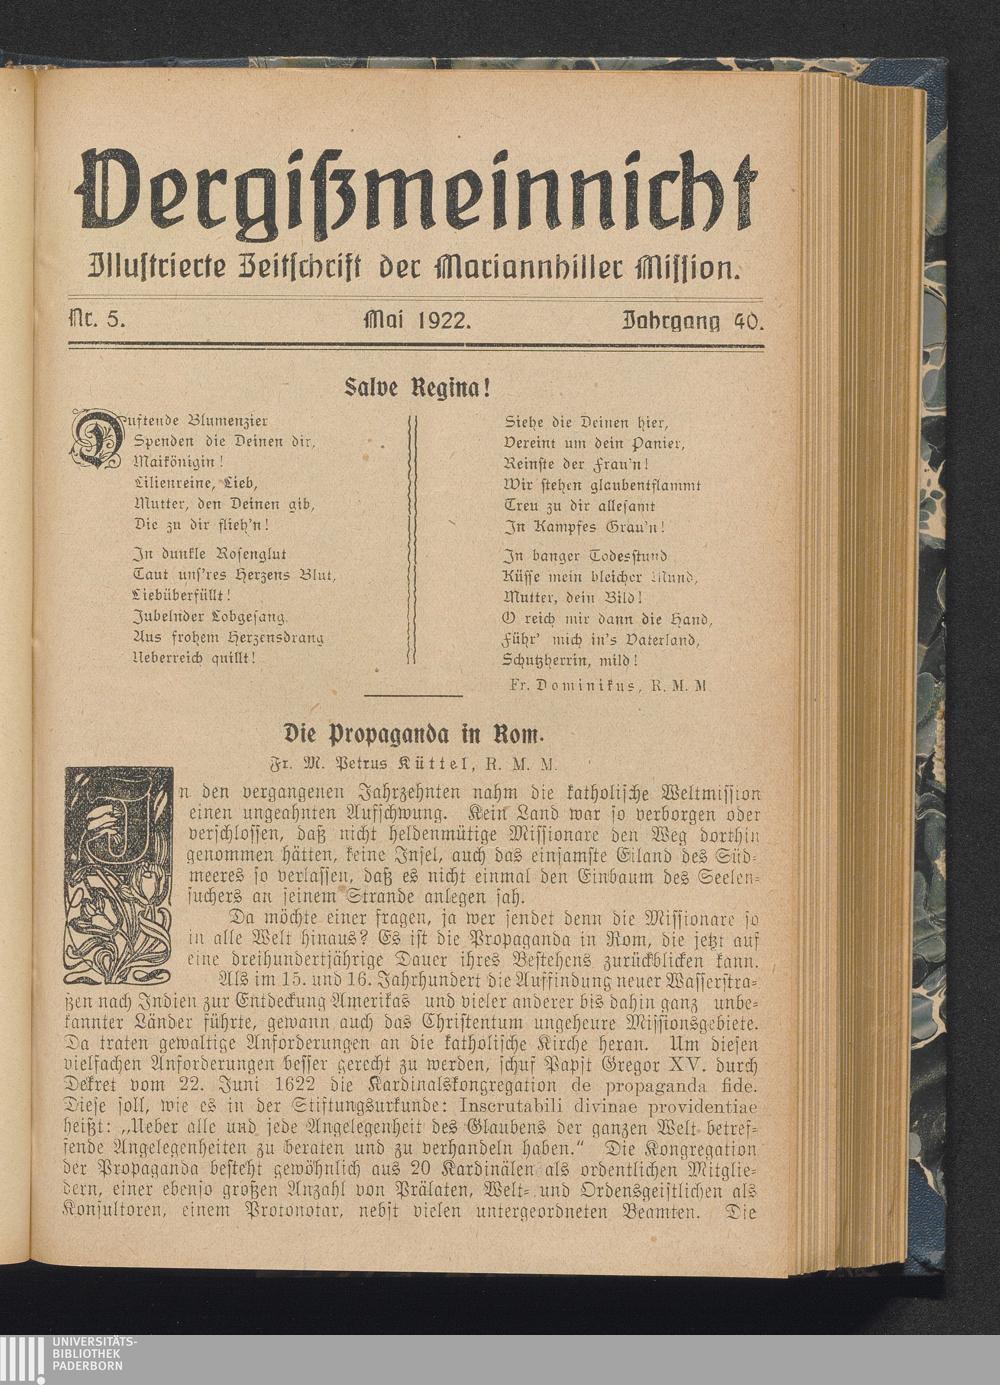 Vergißmeinnicht
Illustrierte Zeitschrift der Mariannhiller Mission.
Nr. 5.	Mai 1922.	Jahrgang 40.
Salve Regina!
Duftende Blumenzier
Spenden die Deinen dir,
Maikönigin!
Lilienreine, Lieb,
Mutter, den Deinen gib,
Die zu dir flieh'n!
In dunkle Rosenglut
Taut uns'res Herzens Blut,
Liebüberfüllt!
Jubelnder Lobgesang
Aus frohem Herzensdrang
Ueberreich quillt!
Siehe die Deinen hier,
Vereint um dein Panier,
Reinste der Frau'n!
Wir stehen glaubentflammt
Treu zu dir allesamt
In Kampfes Grau'n!
In banger Todesstund
Küsse mein bleicher Mund,
Mutter, dein Bild!
O reich mir dann die Hand,
Führ' mich in's Vaterland,
Schutzherrin, mild!
Fr. Dominikus, R. M. M
Die Propaganda in Rom.
Fr. M. Petrus Küttel, R. M. M.
In den vergangenen Jahrzehnten nahm die katholische Weltmission
einen ungeahnten Aufschwung. Kein Land war so verborgen oder
verschlossen, daß nicht heldenmütige Missionare den Weg dorthin
genommen hätten, keine Insel, auch das einsamste Eiland des Süd-
meeres so verlassen, daß es nicht einmal den Einbaum des Seelen-
suchers an seinem Strande anlegen sah.
Da möchte einer fragen, ja wer sendet denn die Missionare so
in alle Welt hinaus? Es ist die Propaganda in Rom, die jetzt auf
eine dreihundertjährige Dauer ihres Bestehens zurückblicken kann.
Als im 15. und 16. Jahrhundert die Auffindung neuer Wasserstra-
ßen nach Indien zur Entdeckung Amerikas und vieler anderer bis dahin ganz unbe-
kannter Länder führte, gewann auch das Christentum ungeheure Missionsgebiete.
Da traten gewaltige Anforderungen an die katholische Kirche heran. Um diesen
vielfachen Anforderungen besser gerecht zu werden, schuf Papst Gregor XV. durch
Dekret vom 22. Juni 1622 die Kardinalskongregation de propaganda fide.
Diese soll, wie es in der Stiftungsurkunde: Inscrutabili divinae providentiae
heißt: „Ueber alle und jede Angelegenheit des Glaubens der ganzen Welt betref-
fende Angelegenheiten zu beraten und zu verhandeln haben.“ Die Kongregation
der Propaganda besteht gewöhnlich aus 20 Kardinälen als ordentlichen Mitglie-
dern, einer ebenso großen Anzahl von Prälaten, Welt- und Ordensgeistlichen als
Konsultoren, einem Protonotar, nebst vielen untergeordneten Beamten. Die
UNIVERSITÄTS-
BIBLIOTHEK
PADERBORN